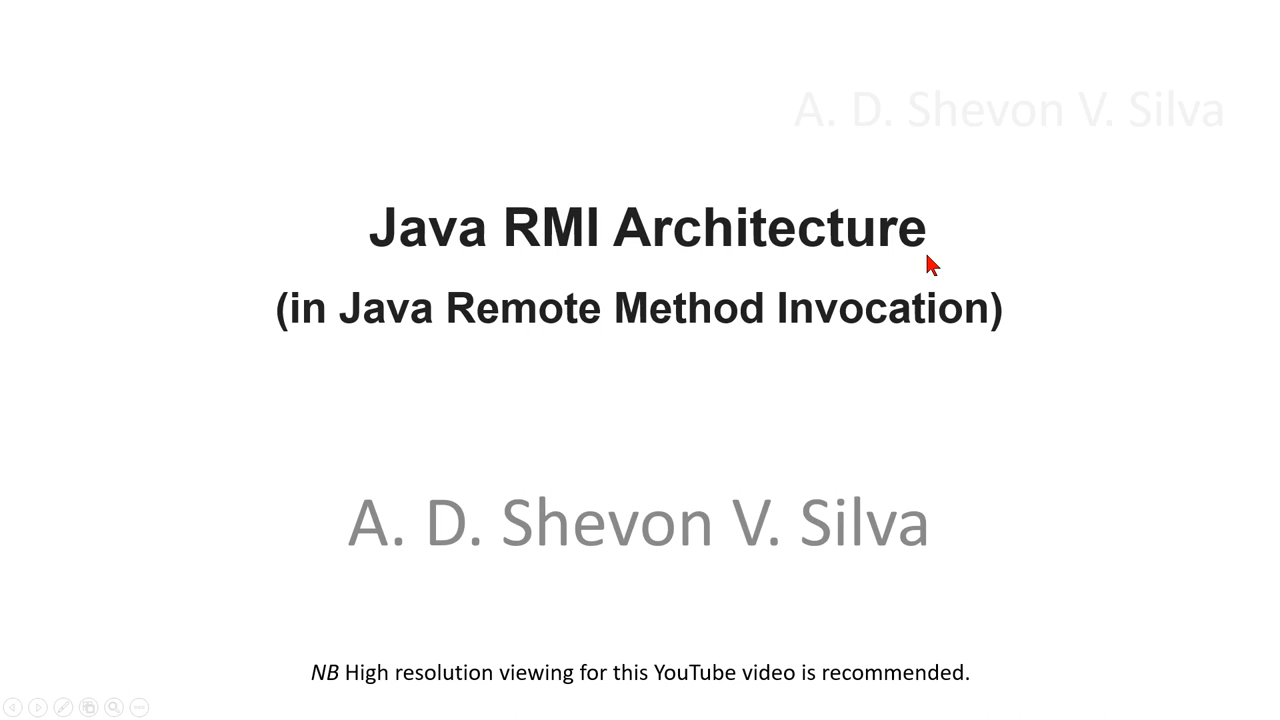 A. D. Shevon V. Silva
Java RMI Architecture
(in Java Remote Method Invocation)
A. D. Shevon V. Silva
NB High resolution viewing for this YouTube video is recommended.